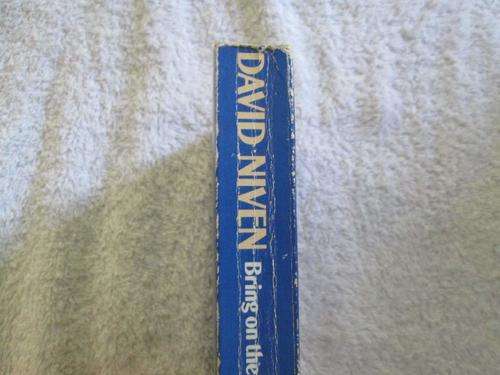 DAVID NIVEN Bring on the